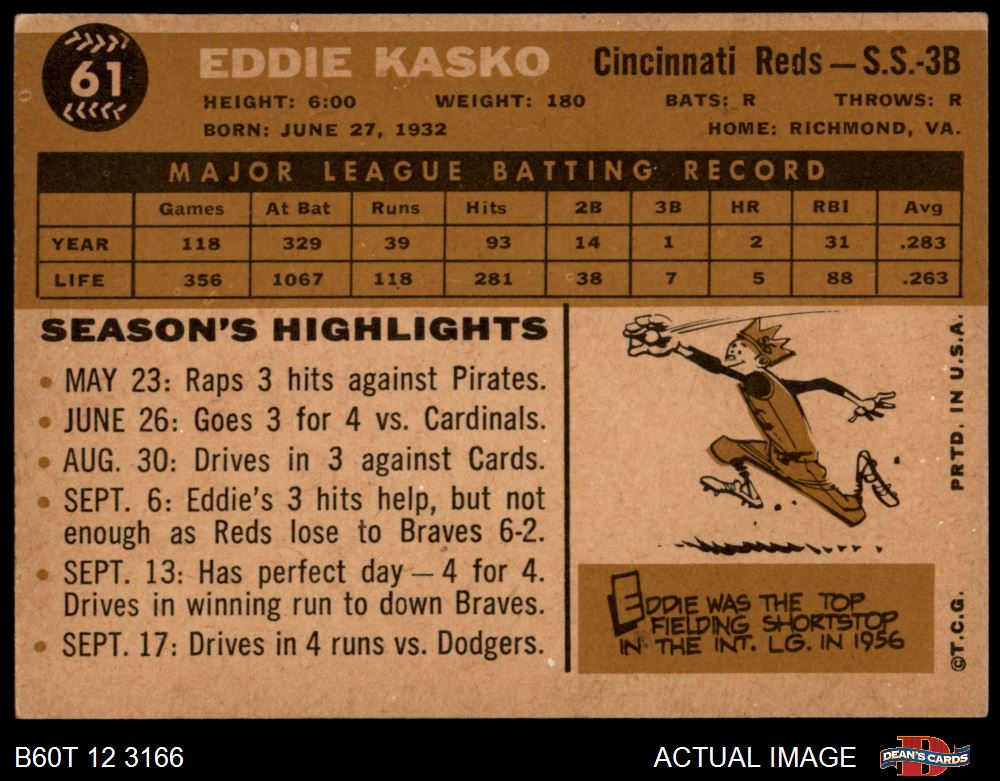 61
EDDIE KASKO
Cincinnati Reds — S.S.-3B
HEIGHT: 6:00 WEIGHT: 180 BATS: R THROWS: R
BORN: JUNE 27, 1932 HOME: RICHMOND, VA.
MAJOR LEAGUE BATTING RECORD
Games At Bat Runs Hits 2B 3B HR RBI Avg
YEAR 118 329 39 93 14 1 2 31 .283
LIFE 356 1067 118 281 38 7 5 88 .263
SEASON'S HIGHLIGHTS
• MAY 23: Raps 3 hits against Pirates.
• JUNE 26: Goes 3 for 4 vs. Cardinals.
• AUG. 30: Drives in 3 against Cards.
• SEPT. 6: Eddie's 3 hits help, but not
enough as Reds lose to Braves 6-2.
• SEPT. 13: Has perfect day — 4 for 4.
Drives in winning run to down Braves.
• SEPT. 17: Drives in 4 runs vs. Dodgers.
SS
EDDIE WAS THE TOP
FIELDING SHORTSTOP
IN THE INT. LG. IN 1956
©T.C.G. PRTD. IN U.S.A.
B60T 12 3166
ACTUAL IMAGE
DEAN'S CARDS